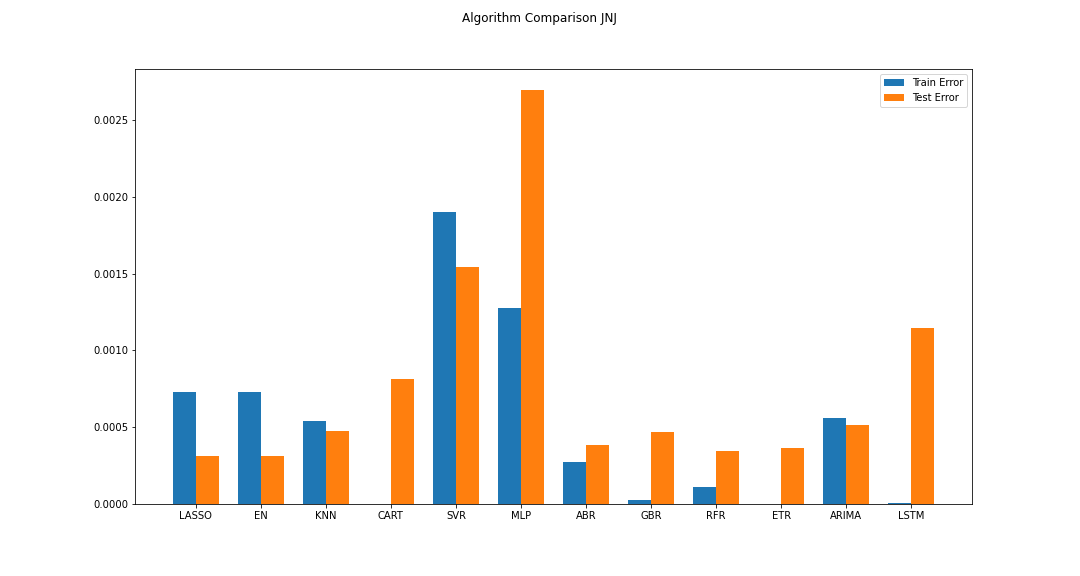 Algorithm Comparison JNJ
Train Error
Test Error
0.0025
0.0020
0.0015
0.0010
0.0005
0.0000
LASSO EN KNN CART SVR MLP ABR GBR RFR ETR ARIMA LSTM